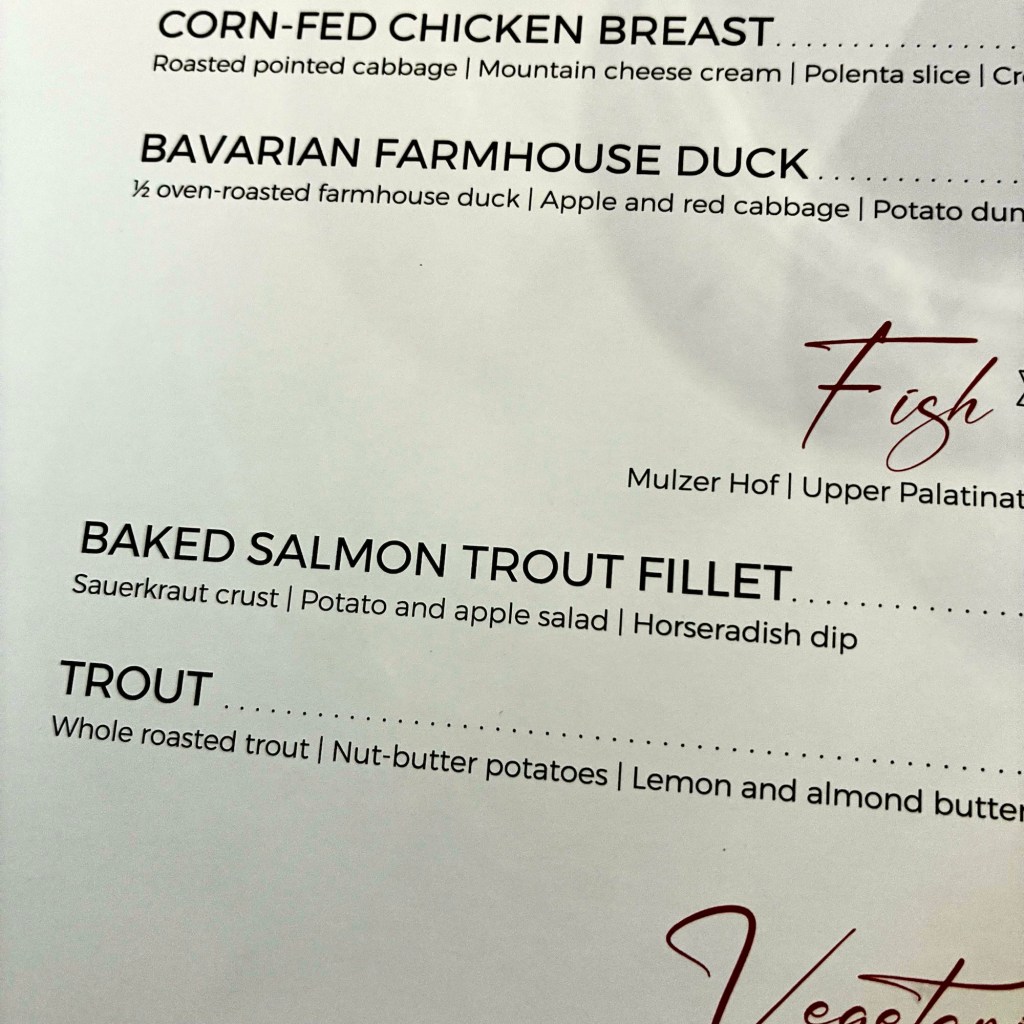 CORN-FED CHICKEN BREAST
Roasted pointed cabbage | Mountain cheese cream | Polenta slice |
BAVARIAN FARMHOUSE DUCK
½ oven-roasted farmhouse duck | Apple and red cabbage | Potato
Fish
Mulzer Hof | Upper
BAKED SALMON TROUT FILLET
Sauerkraut crust | Potato and apple salad | Horseradish dip
TROUT
Whole roasted trout | Nut-butter potatoes | Lemon and almond butter